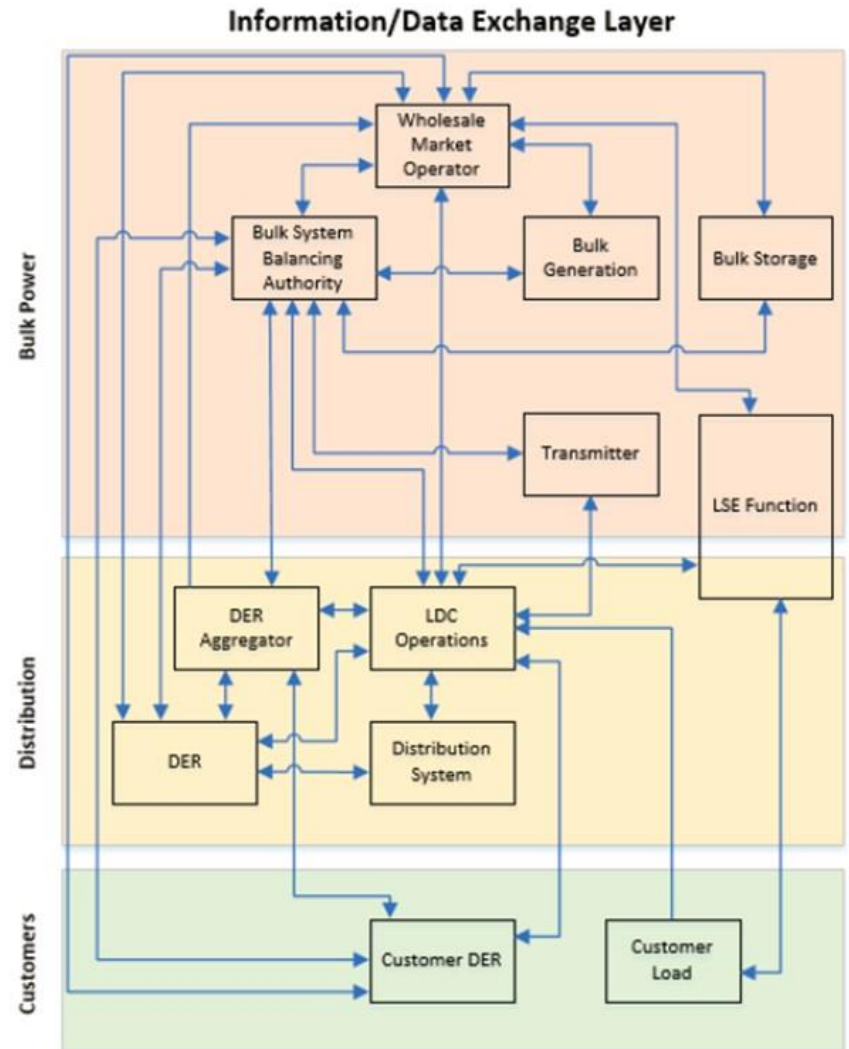 Information/Data Exchange Layer
Bulk Power
Wholesale
Market
Operator
Bulk System
Balancing
Authority
Bulk
Generation
Bulk Storage
Transmitter
LSE Function
Distribution
DER
Aggregator
LDC
Operations
DER
Distribution
System
Customers
Customer DER
Customer
Load